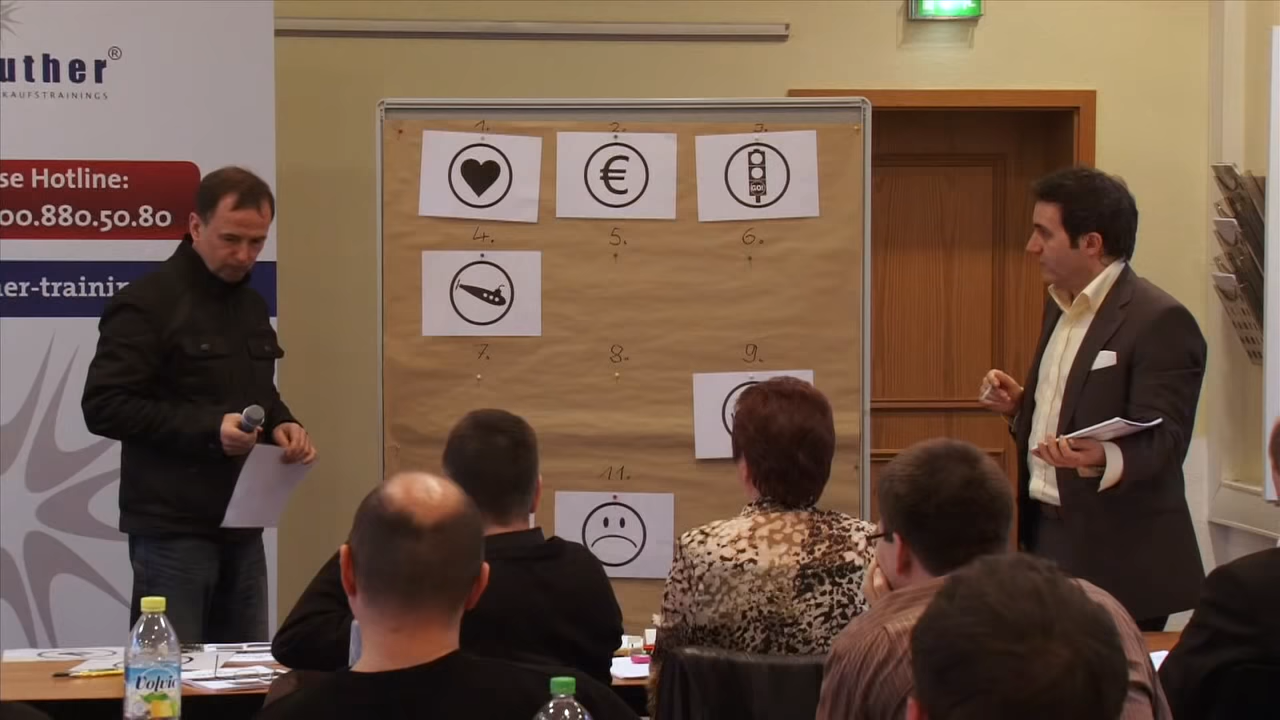 uther®
KAUFSTRAININGS
se Hotline:
00.880.50.80
er-trainin
1. 2. 3.
€
GO!
4. 5. 6.
7. 8. 9.
11.
Volvic